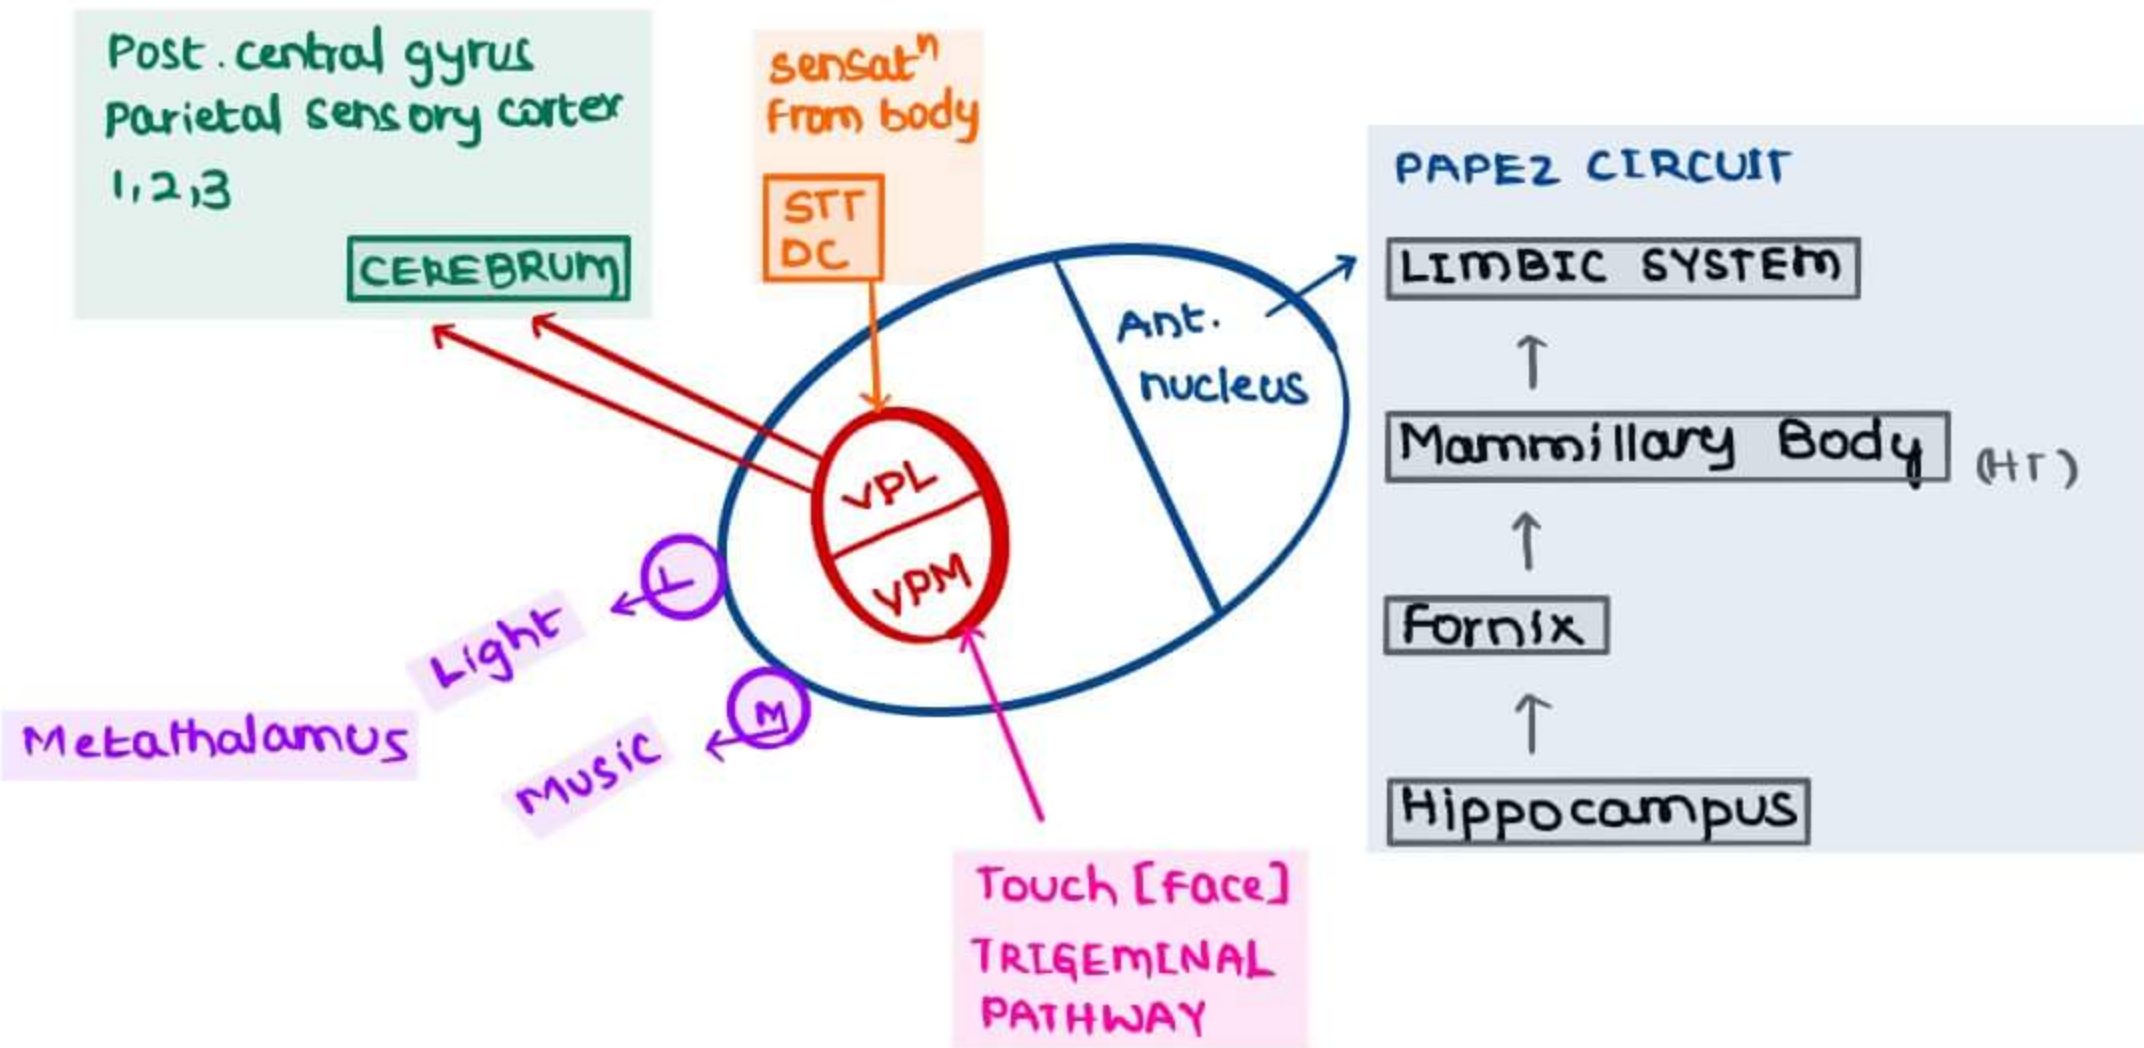 Post. central gyrus
Parietal sensory cortex
1,2,3
CEREBRUM
sensatⁿ
from body
STT
DC
Ant.
nucleus
VPL
VPM
L
Light
M
Music
Metathalamus
Touch [Face]
TRIGEMINAL
PATHWAY
PAPEZ CIRCUIT
LIMBIC SYSTEM
↑
Mammillary Body (HT)
↑
Fornix
↑
Hippocampus